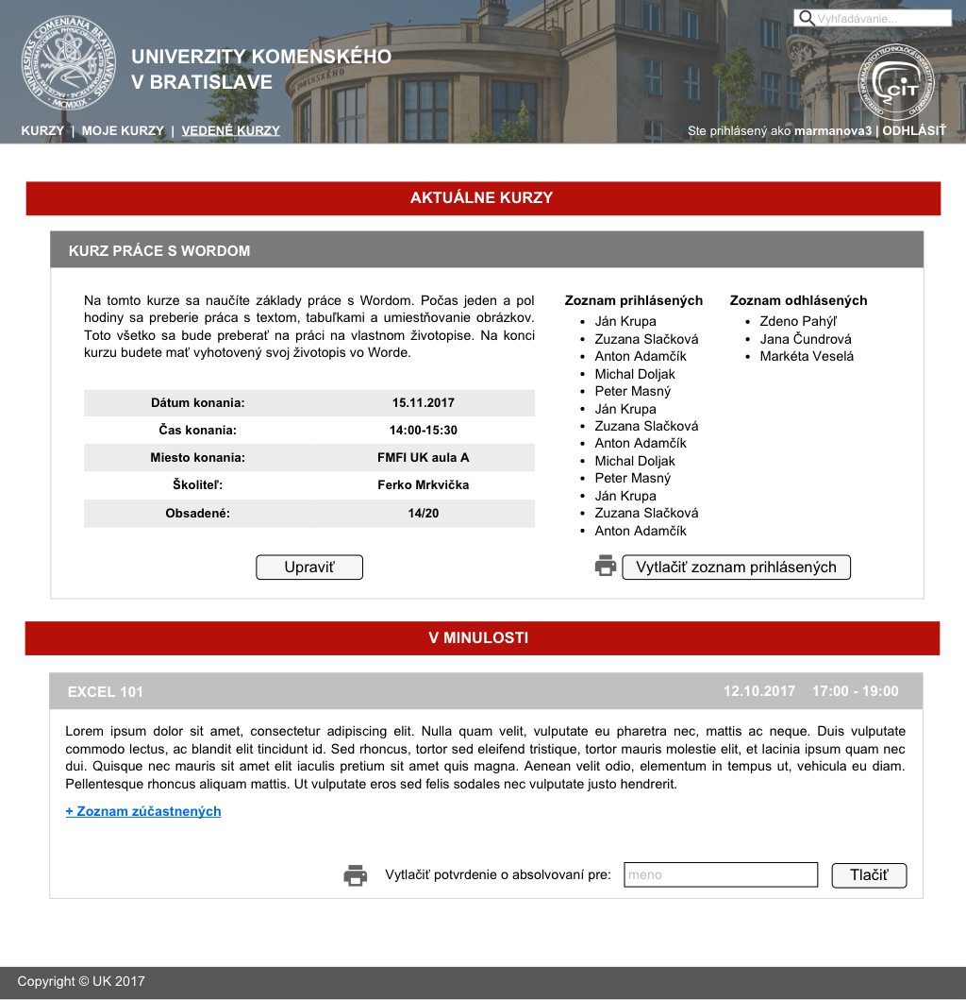 Vyhľadávanie...
UNIVERZITY KOMENSKÉHO
V BRATISLAVE
KOMENSKÉHO
CIT
KURZY | MOJE KURZY | VEDENÉ KURZY
Ste prihlásený ako marmanova3 | ODHLÁSIŤ
AKTUÁLNE KURZY
KURZ PRÁCE S WORDOM
Na tomto kurze sa naučíte základy práce s Wordom. Počas jeden a pol
hodiny sa preberie práca s textom, tabuľkami a umiestňovanie obrázkov.
Toto všetko sa bude preberať na práci na vlastnom životopise. Na konci
kurzu budete mať vyhotovený svoj životopis vo Worde.
Dátum konania: 15.11.2017
Čas konania: 14:00-15:30
Miesto konania: FMFI UK aula A
Školiteľ: Ferko Mrkvička
Obsadené: 14/20
Upraviť
Zoznam prihlásených
Ján Krupa
Zuzana Slačková
Anton Adamčík
Michal Doljak
Peter Masný
Ján Krupa
Zuzana Slačková
Anton Adamčík
Michal Doljak
Peter Masný
Ján Krupa
Zuzana Slačková
Anton Adamčík
Zoznam odhlásených
Zdeno Pahýľ
Jana Čundrová
Markéta Veselá
Vytlačiť zoznam prihlásených
V MINULOSTI
EXCEL 101 12.10.2017 17:00 - 19:00
Lorem ipsum dolor sit amet, consectetur adipiscing elit. Nulla quam velit, vulputate eu pharetra nec, mattis ac neque. Duis vulputate
commodo lectus, ac blandit elit tincidunt id. Sed rhoncus, tortor sed eleifend tristique, tortor mauris molestie elit, et lacinia ipsum quam nec
dui. Quisque nec mauris sit amet elit iaculis pretium sit amet quis magna. Aenean velit odio, elementum in tempus ut, vehicula eu diam.
Pellentesque rhoncus aliquam mattis. Ut vulputate eros sed felis sodales nec vulputate justo hendrerit.
+ Zoznam zúčastnených
Vytlačiť potvrdenie o absolvovaní pre: meno Tlačiť
Copyright © UK 2017